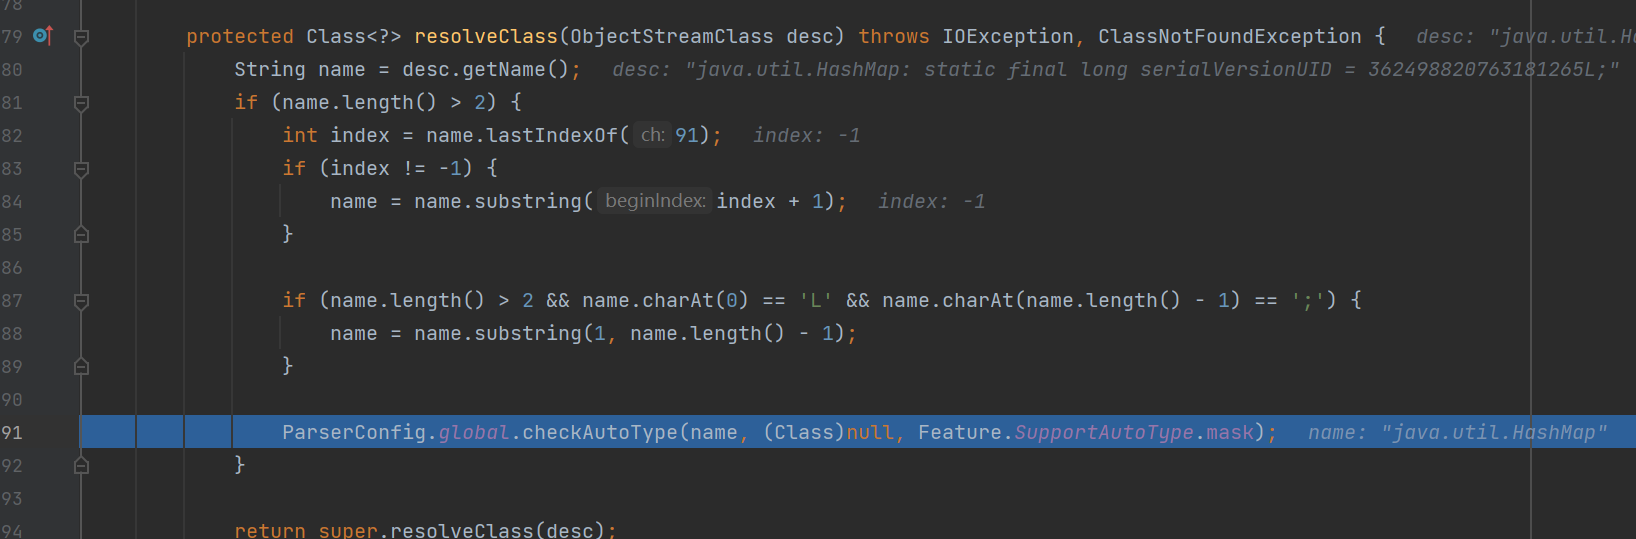 78
79 protected Class<?> resolveClass(ObjectStreamClass desc) throws IOException, ClassNotFoundException { desc: "java.util.Ha
80 String name = desc.getName(); desc: "java.util.HashMap: static final long serialVersionUID = 362498820763181265L;"
81 if (name.length() > 2) {
82 int index = name.lastIndexOf( ch: 91); index: -1
83 if (index != -1) {
84 name = name.substring( beginIndex: index + 1); index: -1
85 }
86
87 if (name.length() > 2 && name.charAt(0) == 'L' && name.charAt(name.length() - 1) == ';') {
88 name = name.substring(1, name.length() - 1);
89 }
90
91 ParserConfig.global.checkAutoType(name, (Class)null, Feature.SupportAutoType.mask); name: "java.util.HashMap"
92 }
93
94 return super.resolveClass(desc);